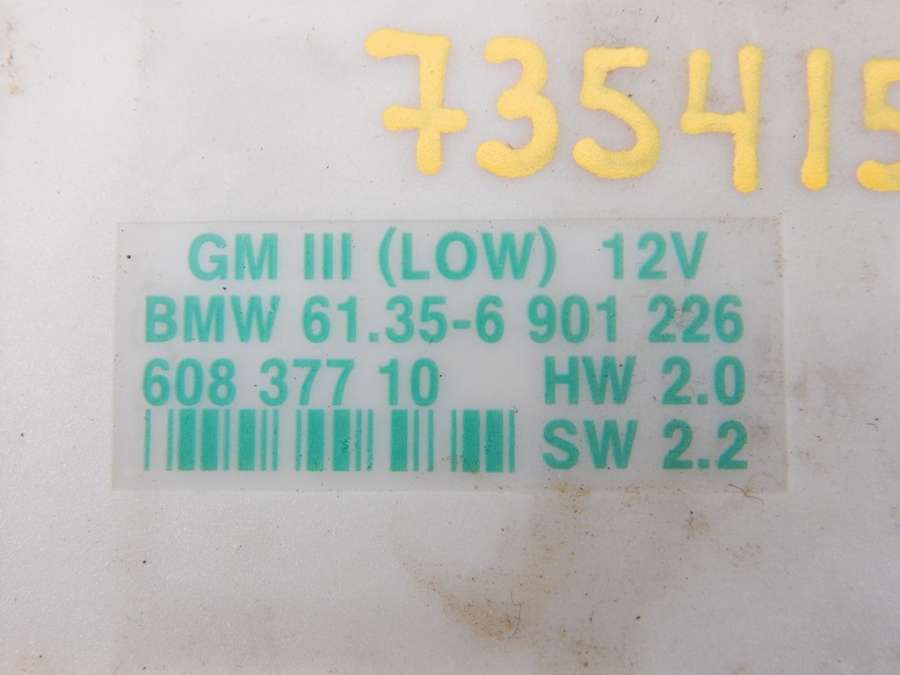 735415
GM III (LOW) 12V
BMW 61.35-6 901 226
608 377 10 HW 2.0
SW 2.2